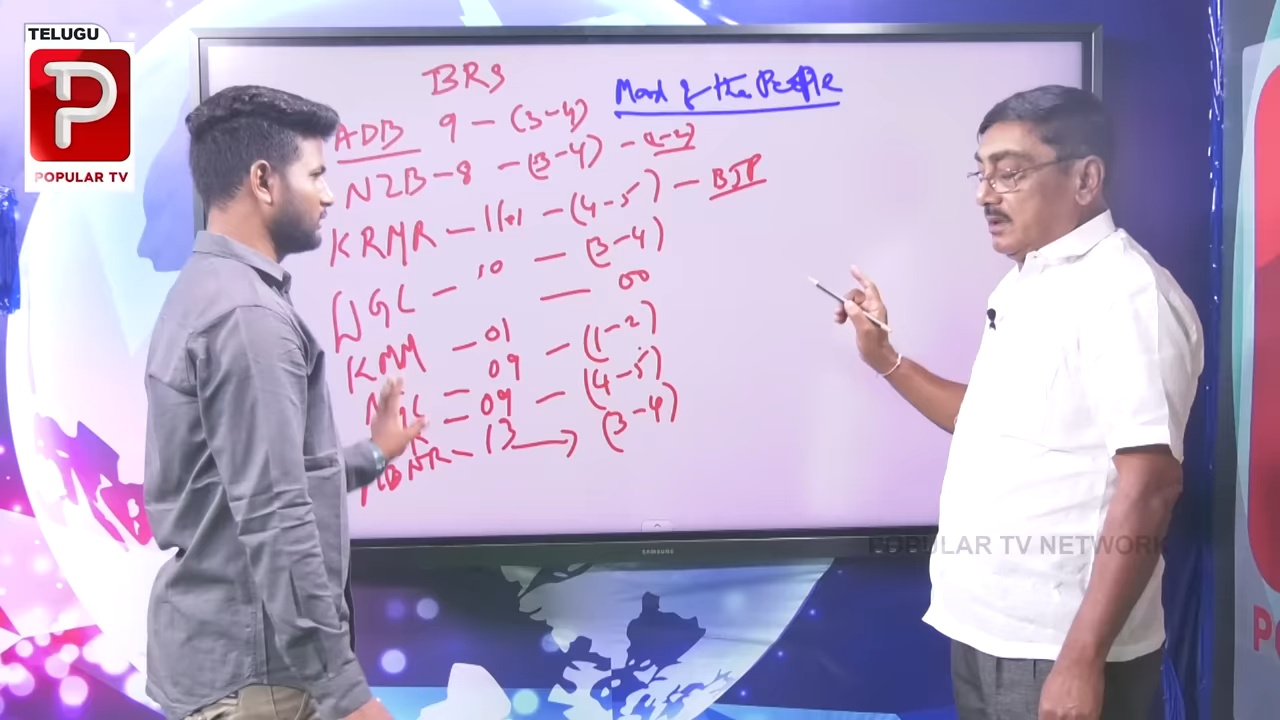 TELUGU
P
POPULAR TV
BRS
Mood of the People
ADB 9 - (3-4)
NZB - 8 - (3-4) -
KRMR - 11+1 - (4-5) - BJP
WGL - 10 - (3-4)
KMM - 01 — 00
09 - (1-2)
= 09 - (4-5)
MBNR - 13 → (3-4)
SAMSUNG
POPULAR TV NETWORK